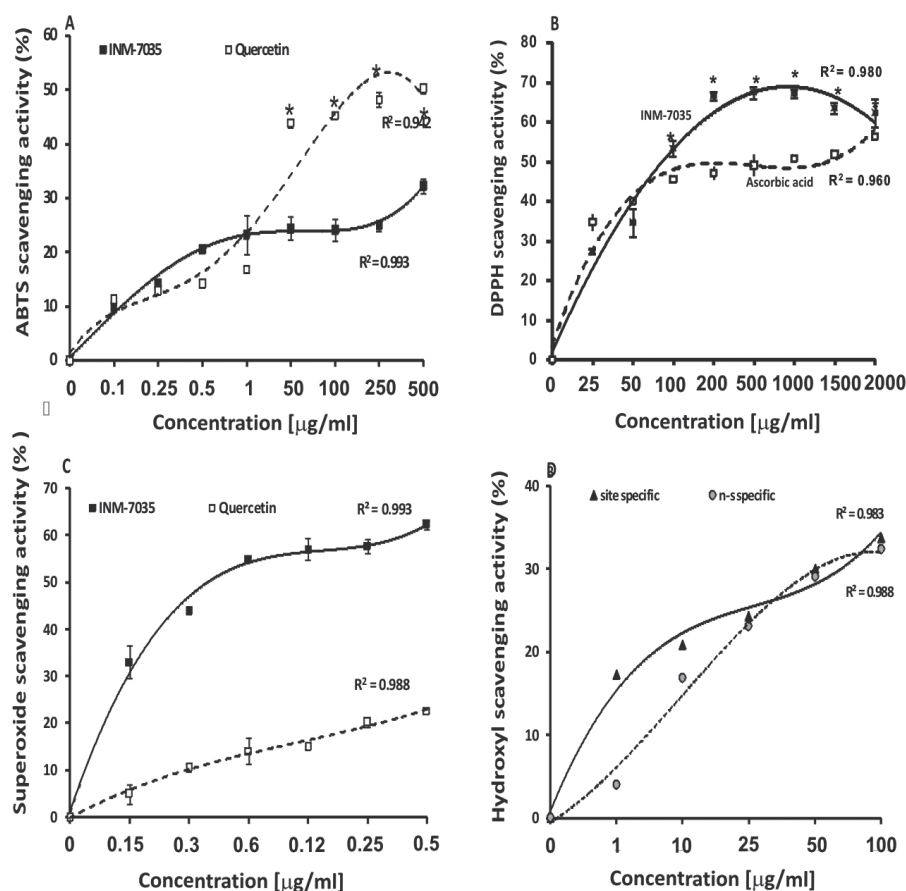 A
INM-7035
Quercetin
ABTS scavenging activity (%)
60
50
40
30
20
10
0
R² = 0.942
R² = 0.993
0 0.1 0.25 0.5 1 50 100 250 500
Concentration [µg/ml]
B
DPPH scavenging activity (%)
80
70
60
50
40
30
20
10
0
INM-7035
R² = 0.980
Ascorbic acid
R² = 0.960
0 25 50 100 200 500 1000 1500 2000
Concentration [µg/ml]
C
INM-7035
Quercetin
Superoxide scavenging activity (%)
70
60
50
40
30
20
10
0
R² = 0.993
R² = 0.988
0 0.15 0.3 0.6 0.12 0.25 0.5
Concentration [µg/ml]
D
site specific
n-sspecific
Hydroxyl scavenging activity (%)
40
30
20
10
0
R² = 0.983
R² = 0.988
0 1 10 25 50 100
Concentration [µg/ml]